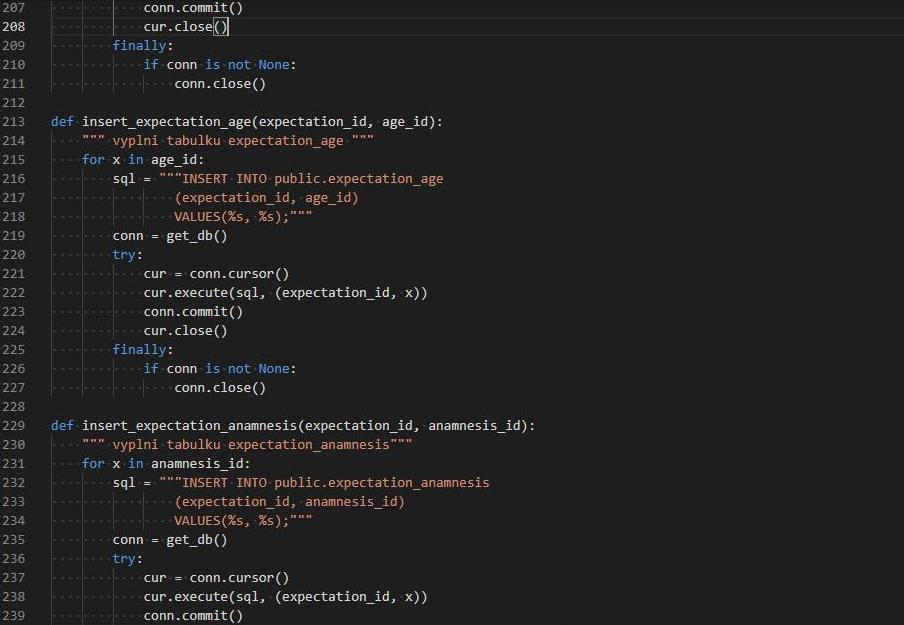 207 conn.commit()
208 cur.close()
209 finally:
210 if conn is not None:
211 conn.close()
212
213 def insert_expectation_age(expectation_id, age_id):
214 """ vyplni tabulku expectation_age """
215 for x in age_id:
216 sql = """INSERT INTO public.expectation_age
217 (expectation_id, age_id)
218 VALUES(%s, %s);"""
219 conn = get_db()
220 try:
221 cur = conn.cursor()
222 cur.execute(sql, (expectation_id, x))
223 conn.commit()
224 cur.close()
225 finally:
226 if conn is not None:
227 conn.close()
228
229 def insert_expectation_anamnesis(expectation_id, anamnesis_id):
230 """ vyplni tabulku expectation_anamnesis"""
231 for x in anamnesis_id:
232 sql = """INSERT INTO public.expectation_anamnesis
233 (expectation_id, anamnesis_id)
234 VALUES(%s, %s);"""
235 conn = get_db()
236 try:
237 cur = conn.cursor()
238 cur.execute(sql, (expectation_id, x))
239 conn.commit()